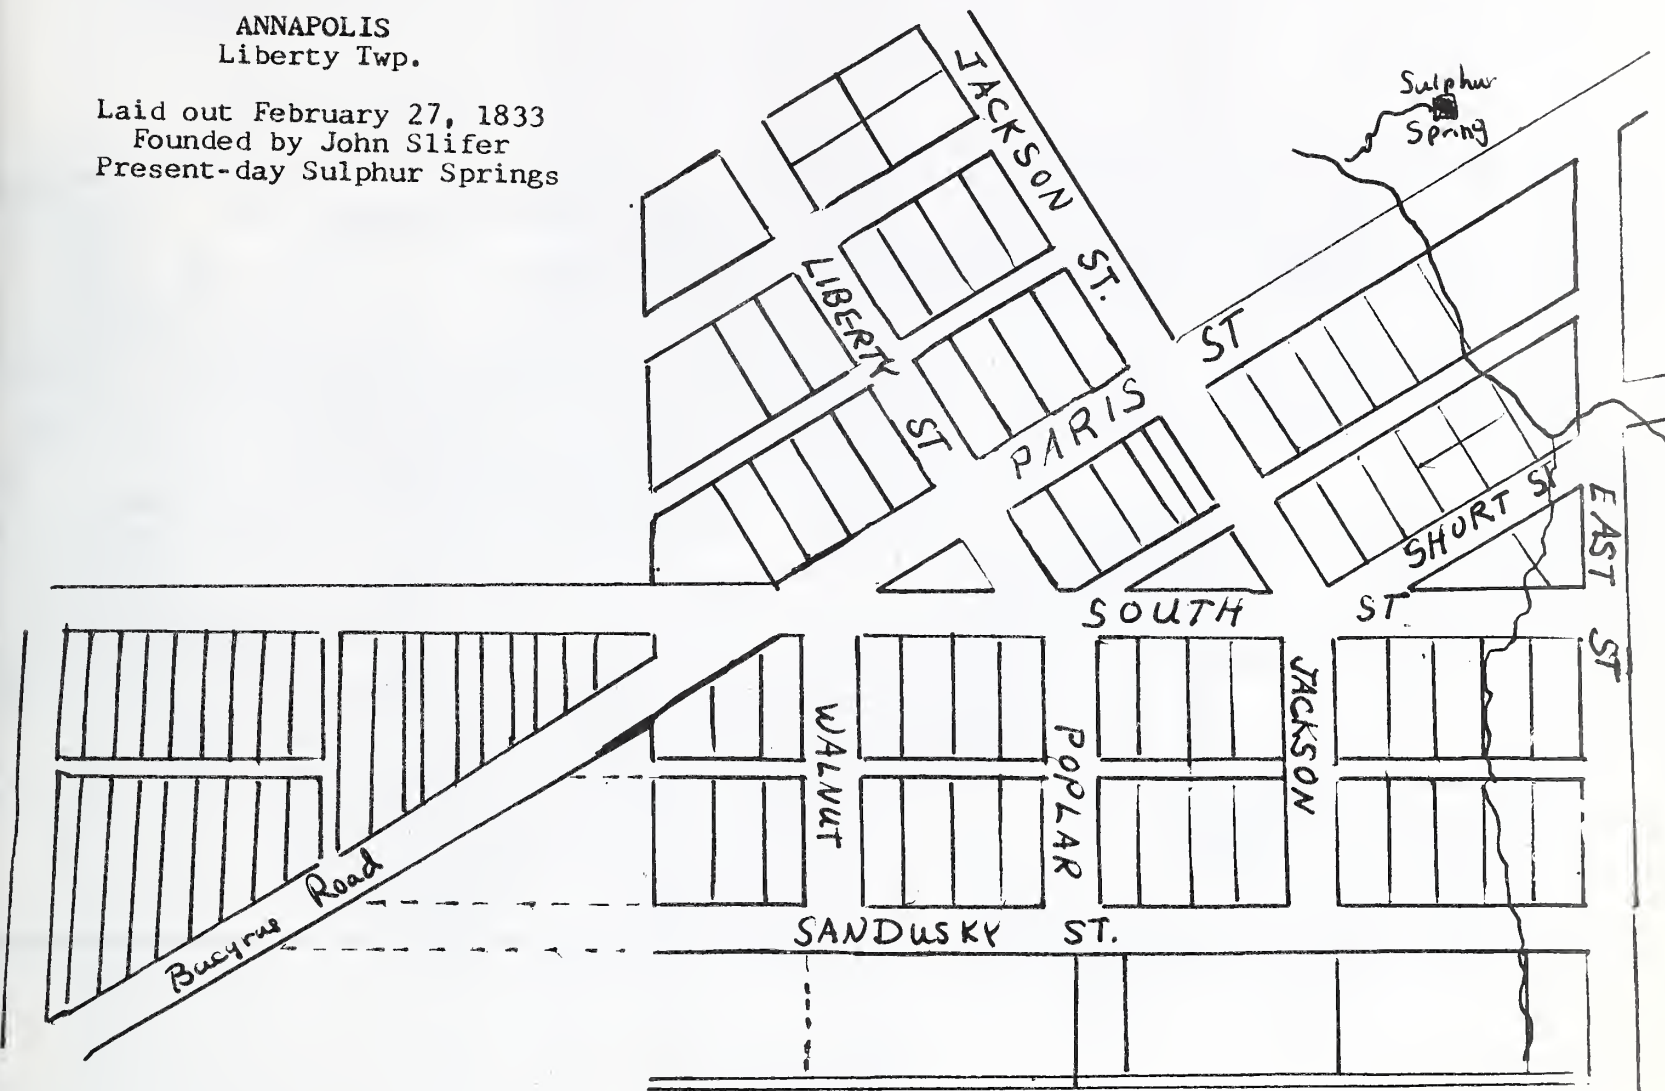 ANNAPOLIS
Liberty Twp.
Laid out February 27, 1833
Founded by John Slifer
Present-day Sulphur Springs
JACKSON ST.
Sulphur
Spring
LIBERTY ST
PARIS ST
SHORT ST
EAST ST
SOUTH ST.
WALNUT
POPLAR
JACKSON
Bucyrus Road
SANDUSKY ST.